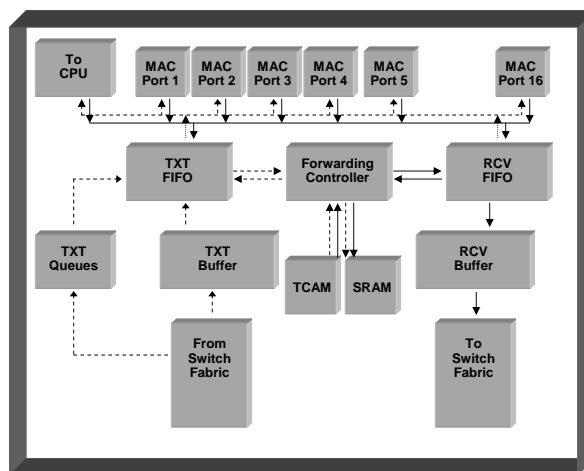 To
CPU
MAC
Port 1
MAC
Port 2
MAC
Port 3
MAC
Port 4
MAC
Port 5
MAC
Port 16
TXT
FIFO
Forwarding
Controller
RCV
FIFO
TXT
Queues
TXT
Buffer
TCAM
SRAM
RCV
Buffer
From
Switch
Fabric
To
Switch
Fabric